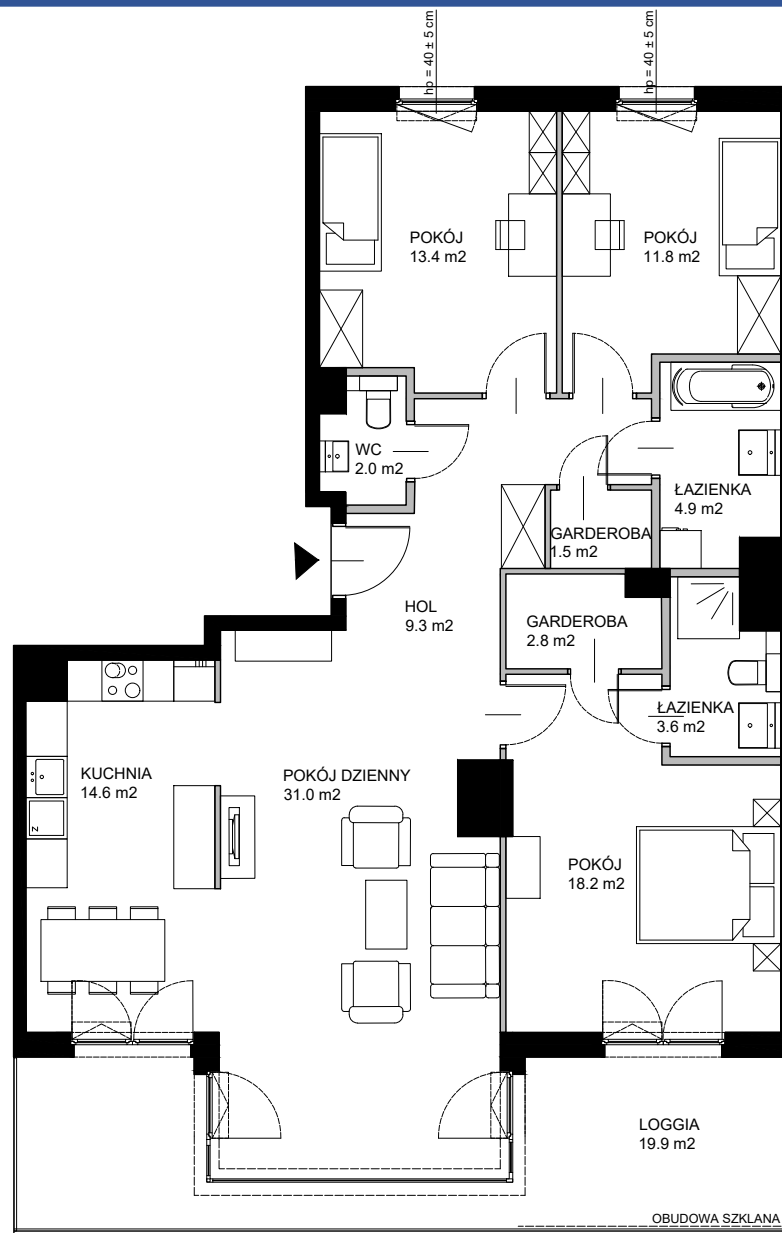 hp = 40 ± 5 cm
hp = 40 ± 5 cm
POKÓJ
13.4 m2
POKÓJ
11.8 m2
WC
2.0 m2
ŁAZIENKA
4.9 m2
GARDEROBA
1.5 m2
HOL
9.3 m2
GARDEROBA
2.8 m2
ŁAZIENKA
3.6 m2
KUCHNIA
14.6 m2
POKÓJ DZIENNY
31.0 m2
Z
POKÓJ
18.2 m2
LOGGIA
19.9 m2
OBUDOWA SZKLANA